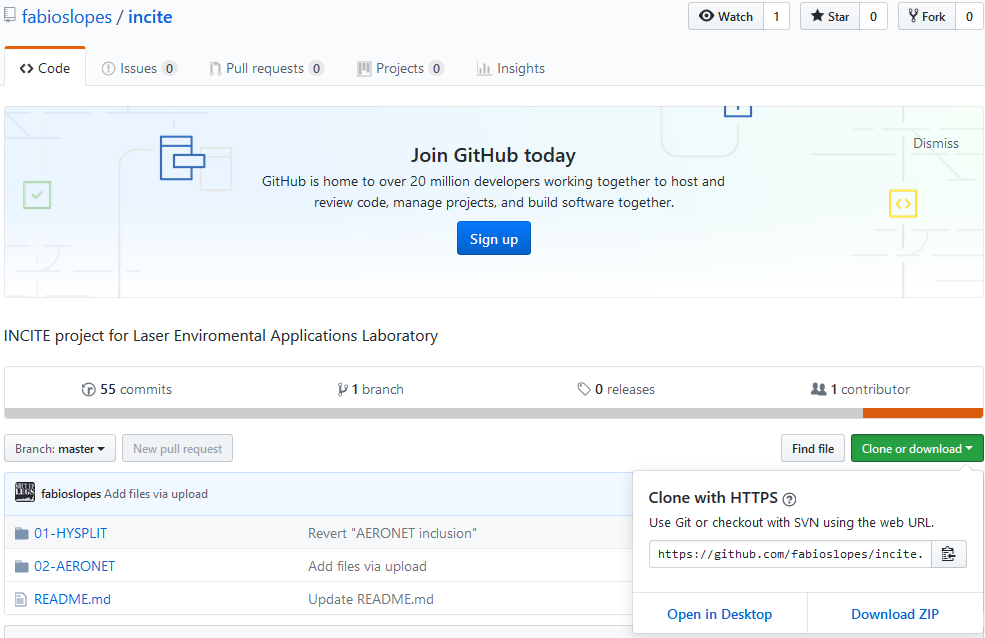 fabioslopes / incite
Watch 1 Star 0 Fork 0
Code Issues 0 Pull requests 0 Projects 0 Insights
Join GitHub today
Dismiss
GitHub is home to over 20 million developers working together to host and
review code, manage projects, and build software together.
Sign up
INCITE project for Laser Enviromental Applications Laboratory
55 commits 1 branch 0 releases 1 contributor
Branch: master New pull request Find file Clone or download
fabioslopes Add files via upload
01-HYSPLIT Revert "AERONET inclusion"
02-AERONET Add files via upload
README.md Update README.md
Clone with HTTPS
Use Git or checkout with SVN using the web URL.
https://github.com/fabioslopes/incite.
Open in Desktop Download ZIP